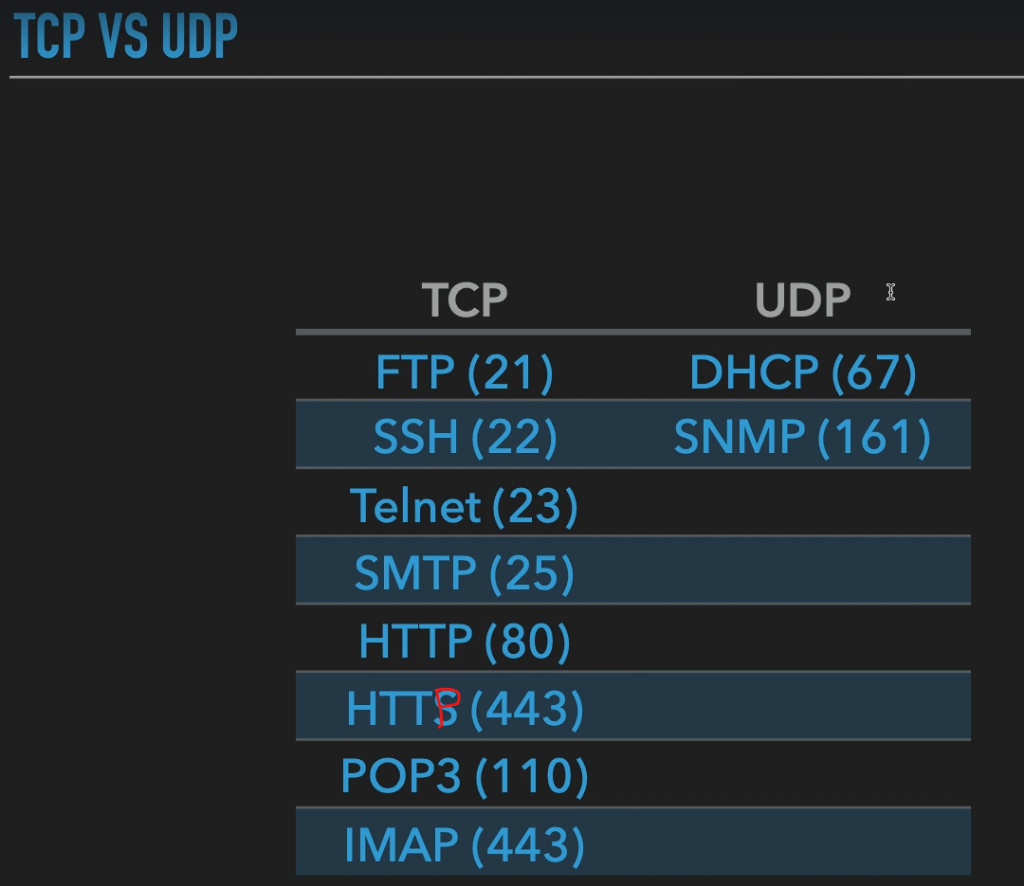 TCP VS UDP
TCP UDP
FTP (21) DHCP (67)
SSH (22) SNMP (161)
Telnet (23)
SMTP (25)
HTTP (80)
HTTS (443)
P
POP3 (110)
IMAP (443)